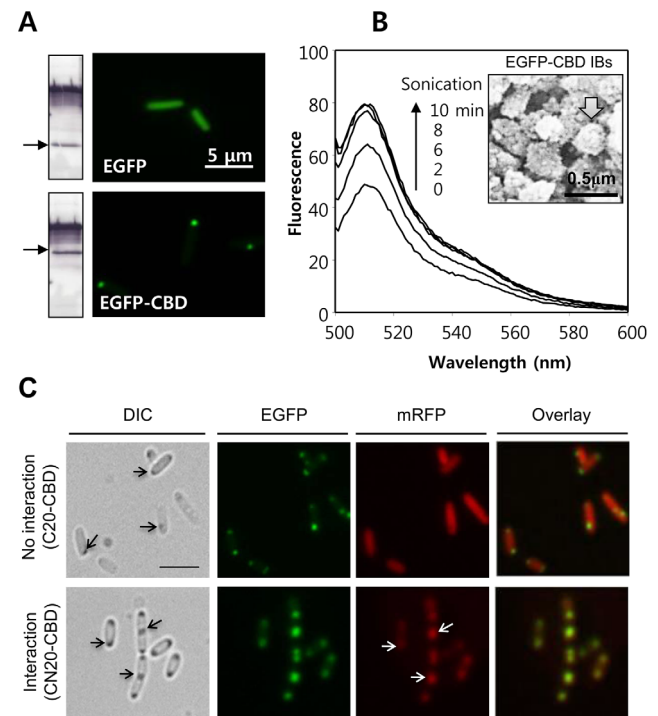 A
EGFP
5 µm
EGFP-CBD
B
100
80
60
40
20
0
Fluorescence
500 520 540 560 580 600
Wavelength (nm)
Sonication
10 min
8
6
2
0
EGFP-CBD IBs
0.5µm
C
DIC EGFP mRFP Overlay
No interaction
(C20-CBD)
Interaction
(CN20-CBD)